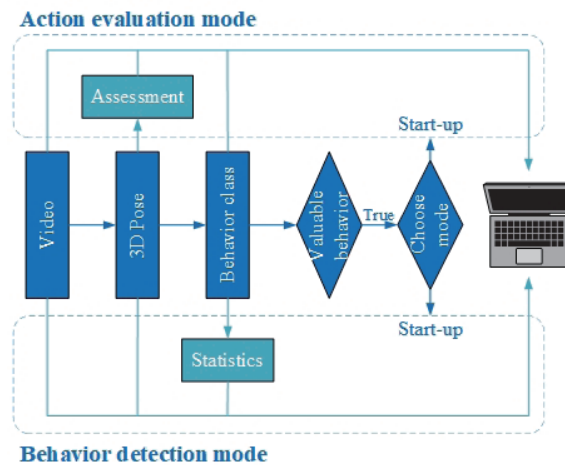 Action evaluation mode
Assessment
Start-up
Video
3D Pose
Behavior class
Valuable
behavior
True
Choose
mode
Start-up
Statistics
Behavior detection mode